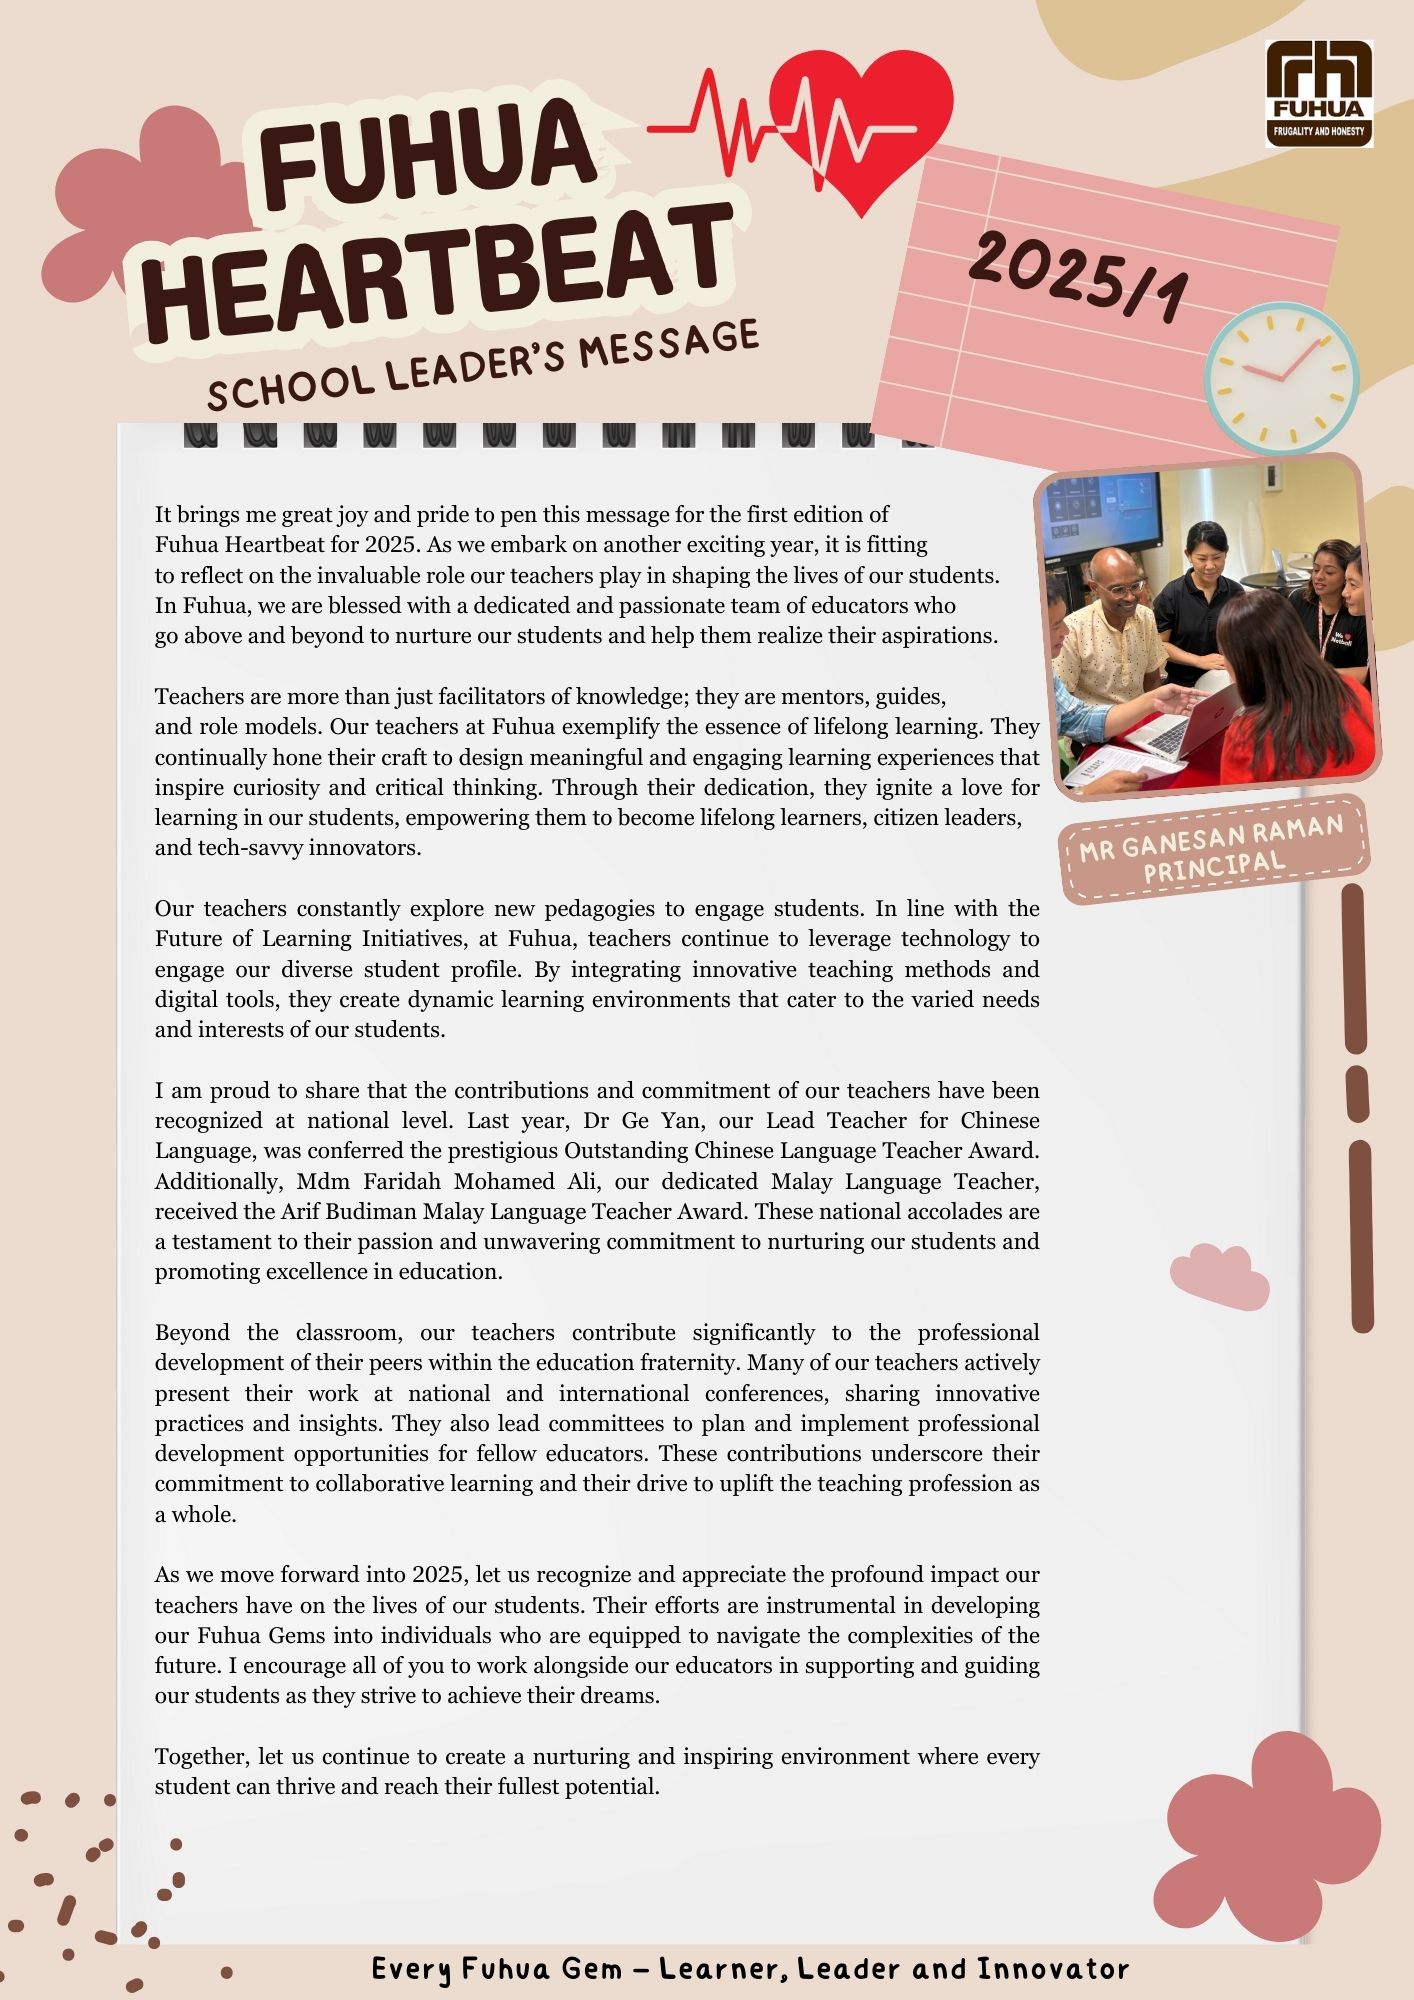 FUHUA
FRUGALITY AND HONESTY
FUHUA
HEARTBEAT
SCHOOL LEADER'S MESSAGE
2025/1
It brings me great joy and pride to pen this message for the first edition of
Fuhua Heartbeat for 2025. As we embark on another exciting year, it is fitting
to reflect on the invaluable role our teachers play in shaping the lives of our students.
In Fuhua, we are blessed with a dedicated and passionate team of educators who
go above and beyond to nurture our students and help them realize their aspirations.
Teachers are more than just facilitators of knowledge; they are mentors, guides,
and role models. Our teachers at Fuhua exemplify the essence of lifelong learning. They
continually hone their craft to design meaningful and engaging learning experiences that
inspire curiosity and critical thinking. Through their dedication, they ignite a love for
learning in our students, empowering them to become lifelong learners, citizen leaders,
and tech-savvy innovators.
We
Netball
MR GANESAN RAMAN
PRINCIPAL
Our teachers constantly explore new pedagogies to engage students. In line with the
Future of Learning Initiatives, at Fuhua, teachers continue to leverage technology to
engage our diverse student profile. By integrating innovative teaching methods and
digital tools, they create dynamic learning environments that cater to the varied needs
and interests of our students.
I am proud to share that the contributions and commitment of our teachers have been
recognized at national level. Last year, Dr Ge Yan, our Lead Teacher for Chinese
Language, was conferred the prestigious Outstanding Chinese Language Teacher Award.
Additionally, Mdm Faridah Mohamed Ali, our dedicated Malay Language Teacher,
received the Arif Budiman Malay Language Teacher Award. These national accolades are
a testament to their passion and unwavering commitment to nurturing our students and
promoting excellence in education.
Beyond the classroom, our teachers contribute significantly to the professional
development of their peers within the education fraternity. Many of our teachers actively
present their work at national and international conferences, sharing innovative
practices and insights. They also lead committees to plan and implement professional
development opportunities for fellow educators. These contributions underscore their
commitment to collaborative learning and their drive to uplift the teaching profession as
a whole.
As we move forward into 2025, let us recognize and appreciate the profound impact our
teachers have on the lives of our students. Their efforts are instrumental in developing
our Fuhua Gems into individuals who are equipped to navigate the complexities of the
future. I encourage all of you to work alongside our educators in supporting and guiding
our students as they strive to achieve their dreams.
Together, let us continue to create a nurturing and inspiring environment where every
student can thrive and reach their fullest potential.
Every Fuhua Gem – Learner, Leader and Innovator